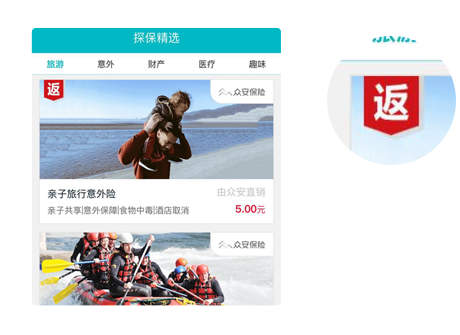 探保精选
旅游 意外 财产 医疗 趣味
返
众安保险
亲子旅行意外险
由众安直销
亲子共享|意外保障|食物中毒|酒店取消
5.00元
众安保险
返